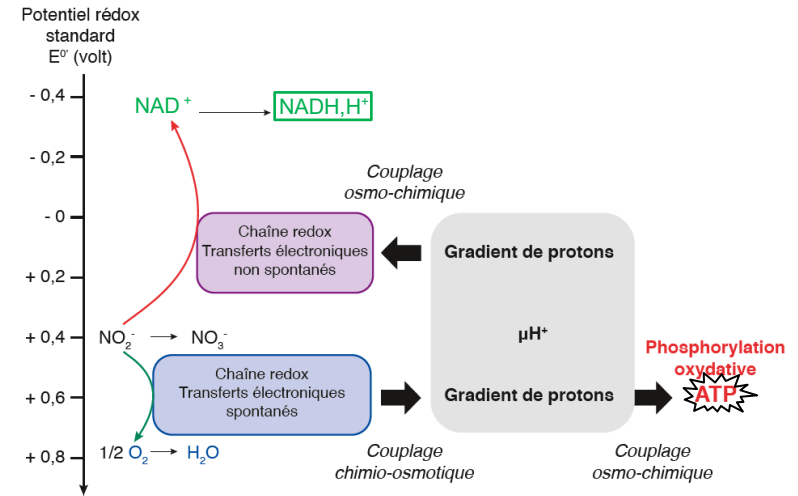 Potentiel rédox
standard
E⁰' (volt)
- 0,4
NAD⁺
NADH,H⁺
- 0,2
Couplage
osmo-chimique
- 0
Chaîne redox
Transferts électroniques
non spontanés
Gradient de protons
+ 0,2
+ 0,4
NO₂⁻
NO₃⁻
μH⁺
Phosphorylation
oxydative
ATP
Chaîne redox
Transferts électroniques
spontanés
Gradient de protons
+ 0,6
+ 0,8
1/2 O₂
H₂O
Couplage
chimio-osmotique
Couplage
osmo-chimique